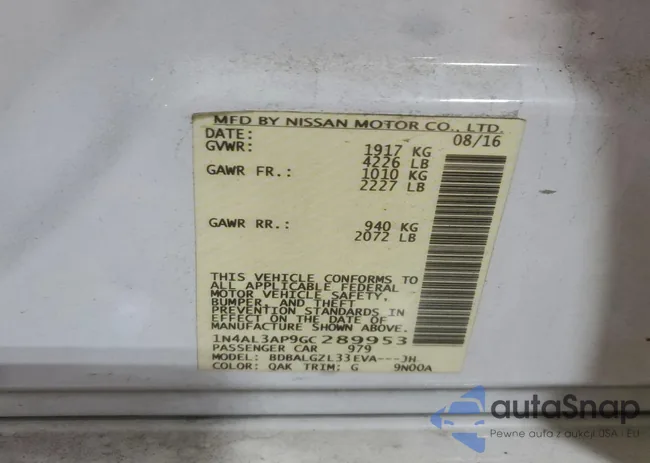 MFD BY NISSAN MOTOR CO., LTD.
DATE: 08/16
GVWR: 1917 KG
4226 LB
GAWR FR.: 1010 KG
2227 LB
GAWR RR.: 940 KG
2072 LB
THIS VEHICLE CONFORMS TO
ALL APPLICABLE FEDERAL
MOTOR VEHICLE SAFETY,
BUMPER, AND THEFT
PREVENTION STANDARDS IN
EFFECT ON THE DATE OF
MANUFACTURE SHOWN ABOVE.
1N4AL3AP9GC289953
PASSENGER CAR 979
MODEL: BDBALGZL33EVA---JH
COLOR: QAK TRIM: G 9N00A
autaSnap
Pewne auta z aukcji USA - EU